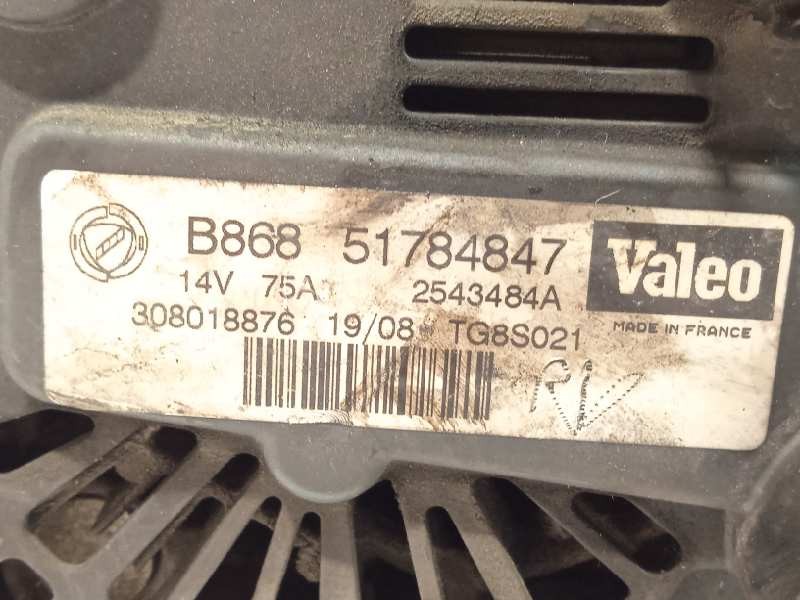 B868 51784847
14V 75A 2543484A
308018876 19/08 TG8S021
Valeo
MADE IN FRANCE